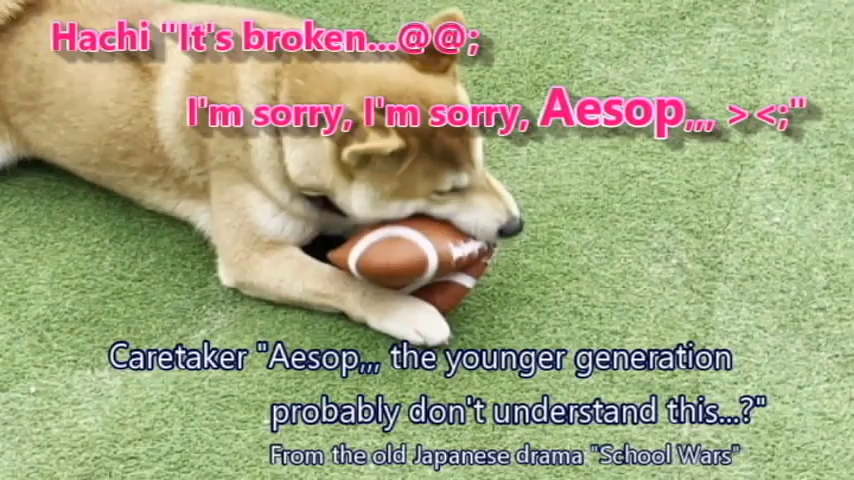 Hachi "It's broken...@@;
I'm sorry, I'm sorry, Aesop,,, ><;"
Caretaker "Aesop,,, the younger generation
probably don't understand this...?"
From the old Japanese drama "School Wars"